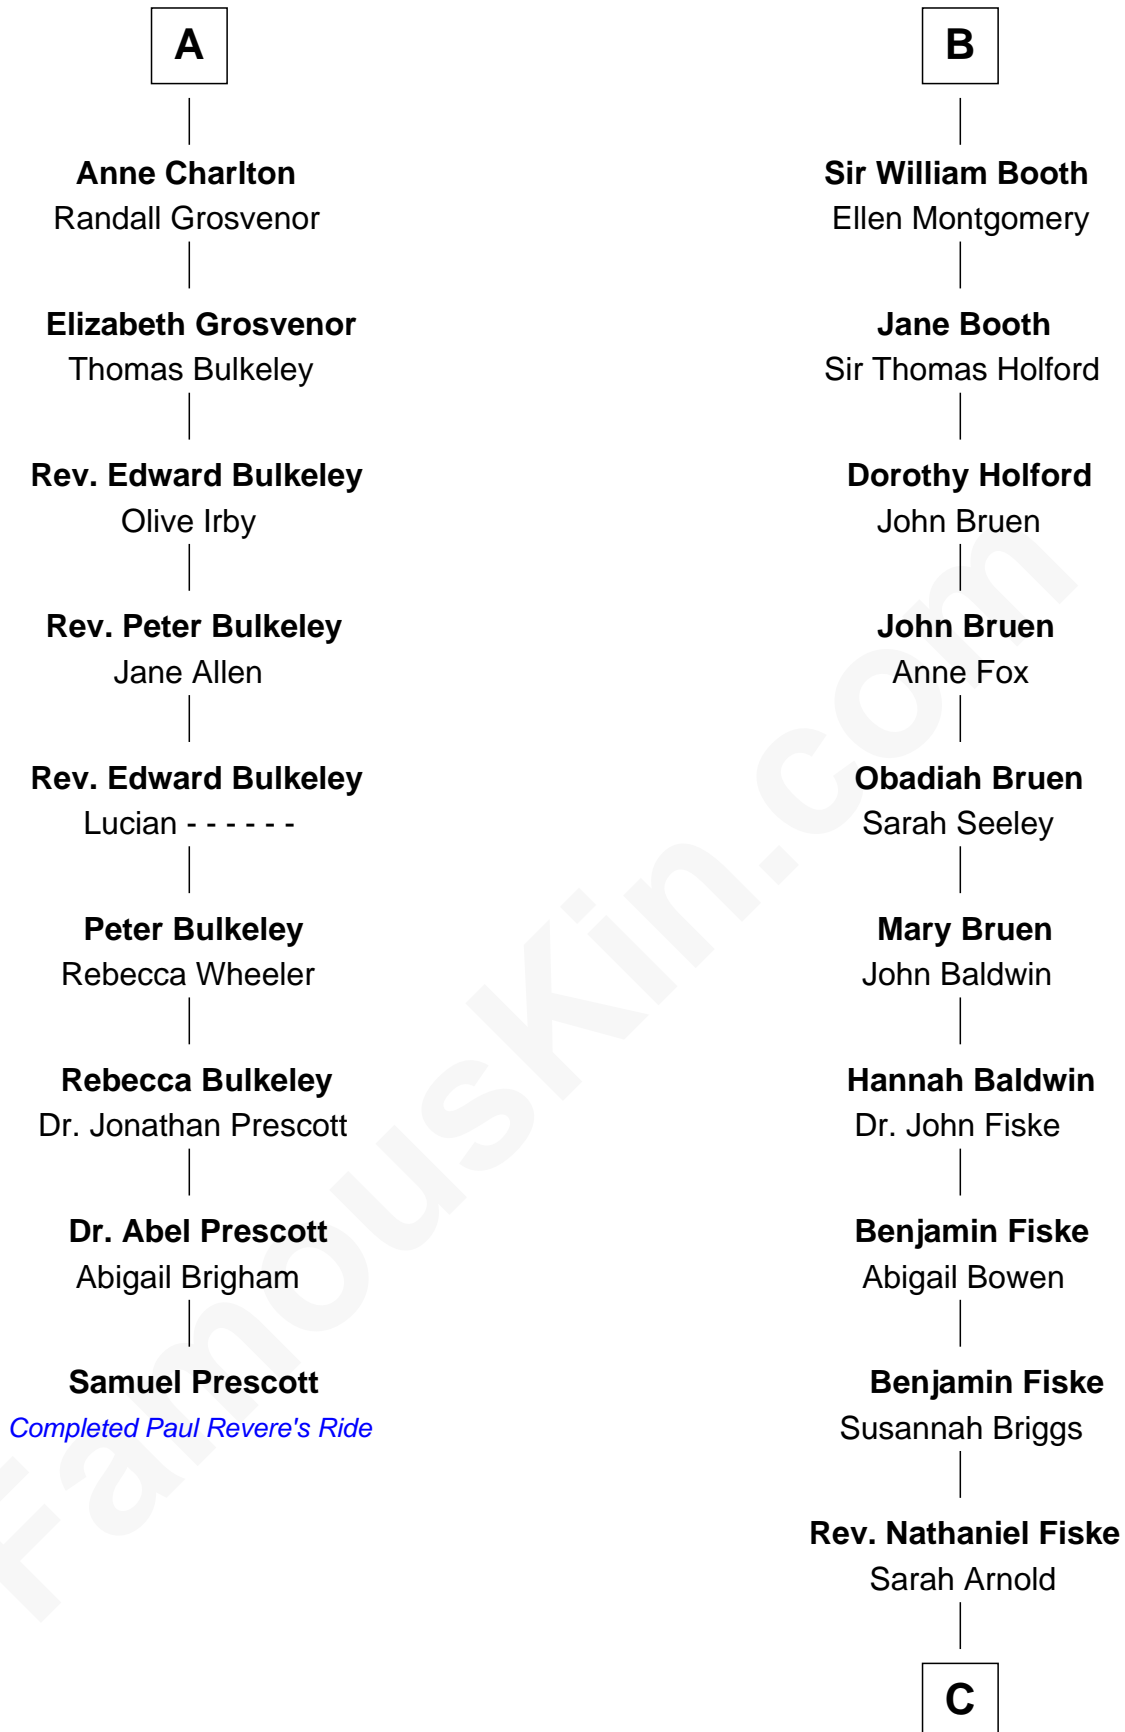 A
Anne Charlton
Randall Grosvenor
Elizabeth Grosvenor
Thomas Bulkeley
Rev. Edward Bulkeley
Olive Irby
Rev. Peter Bulkeley
Jane Allen
Rev. Edward Bulkeley
Lucian - - - - - -
Peter Bulkeley
Rebecca Wheeler
Rebecca Bulkeley
Dr. Jonathan Prescott
Dr. Abel Prescott
Abigail Brigham
Samuel Prescott
Completed Paul Revere's Ride
B
Sir William Booth
Ellen Montgomery
Jane Booth
Sir Thomas Holford
Dorothy Holford
John Bruen
John Bruen
Anne Fox
Obadiah Bruen
Sarah Seeley
Mary Bruen
John Baldwin
Hannah Baldwin
Dr. John Fiske
Benjamin Fiske
Abigail Bowen
Benjamin Fiske
Susannah Briggs
Rev. Nathaniel Fiske
Sarah Arnold
C
FamousKin.com